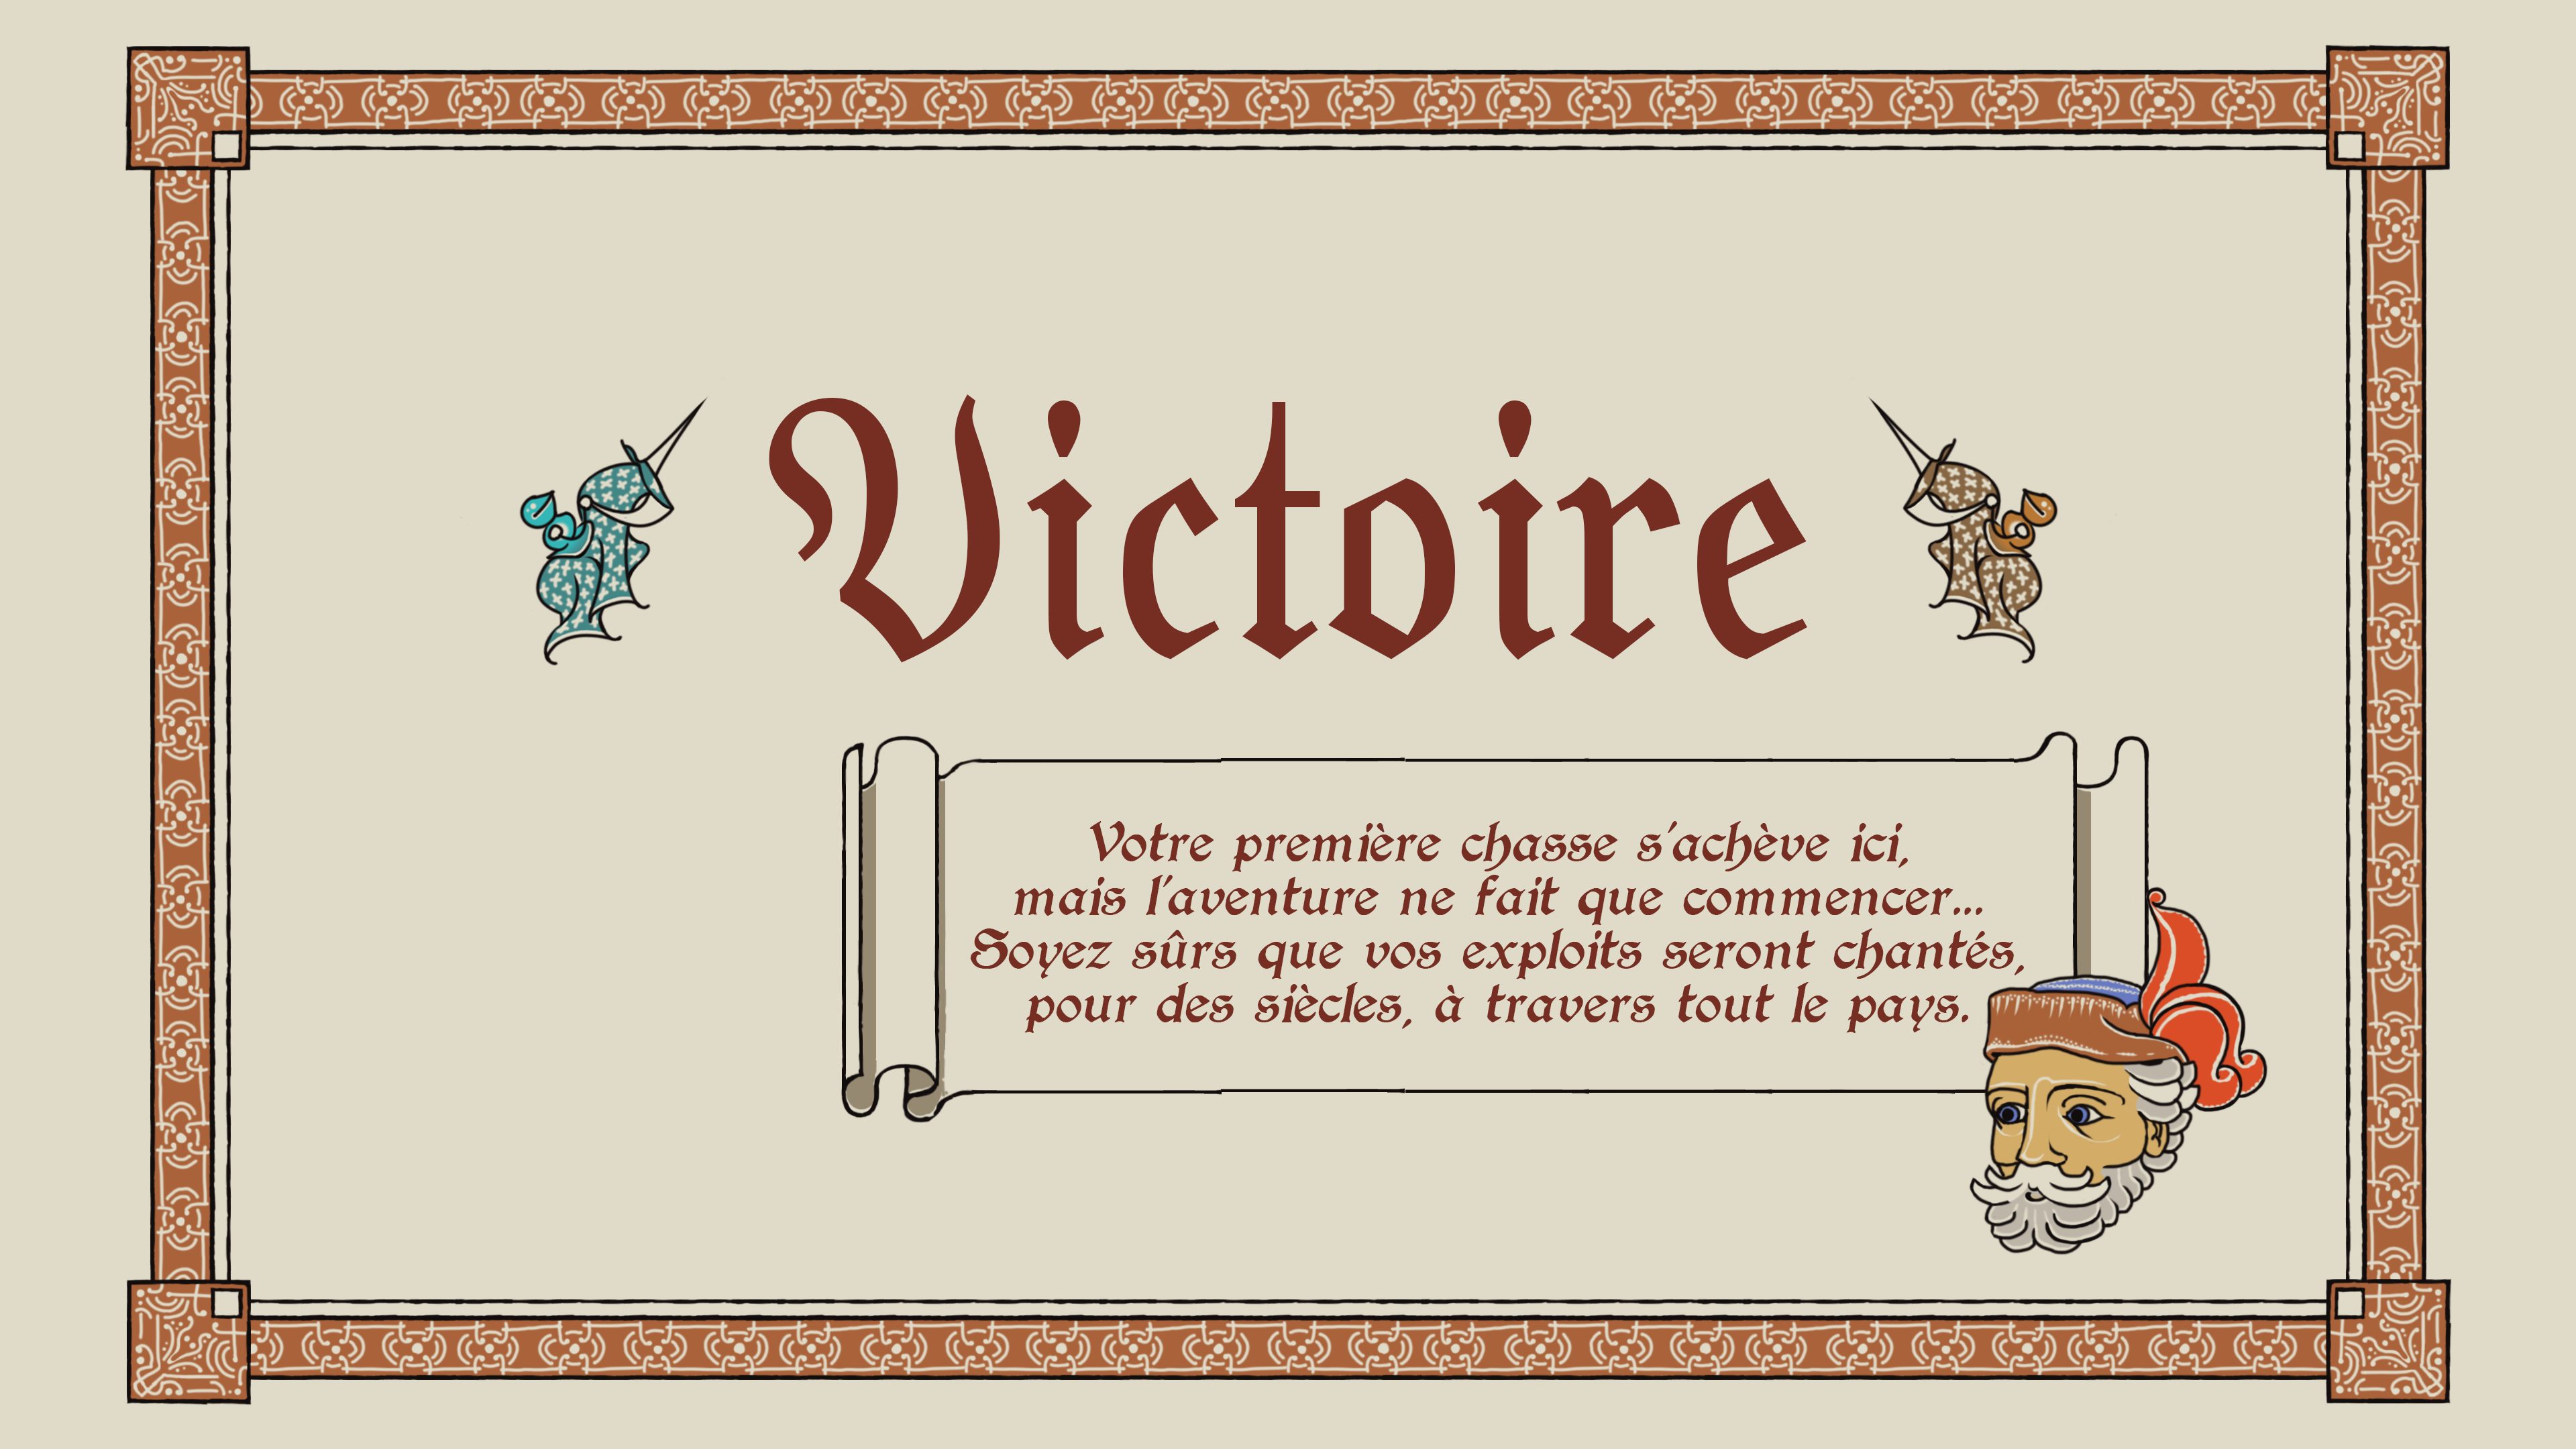 Victoire
Votre première chasse s'achève ici,
mais l'aventure ne fait que commencer...
Soyez sûrs que vos exploits seront chantés,
pour des siècles, à travers tout le pays.